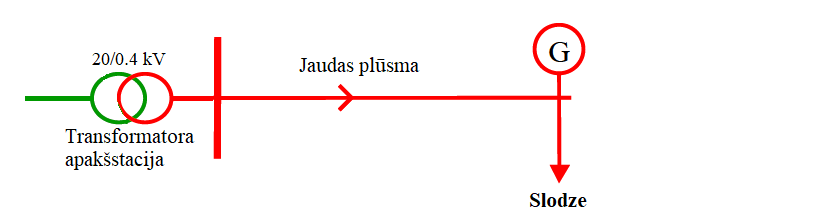 20/0.4 kV
Jaudas plūsma
G
Transformatora
apakšstacija
Slodze